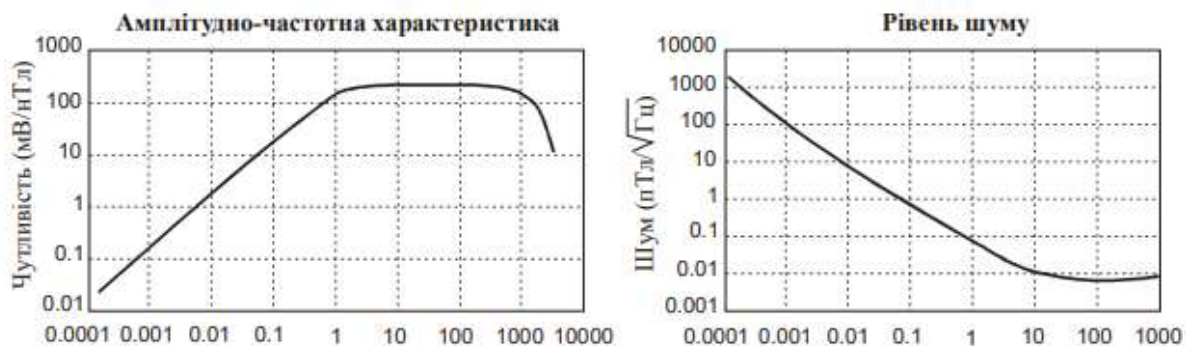 Амплітудно-частотна характеристика
Чутливість (мВ/нТл)
1000
100
10
1
0.1
0.01
0.0001 0.001 0.01 0.1 1 10 100 1000 10000
Рівень шуму
Шум (пТл/√Гц)
10000
1000
100
10
1
0.1
0.01
0.001
0.0001 0.001 0.01 0.1 1 10 100 1000